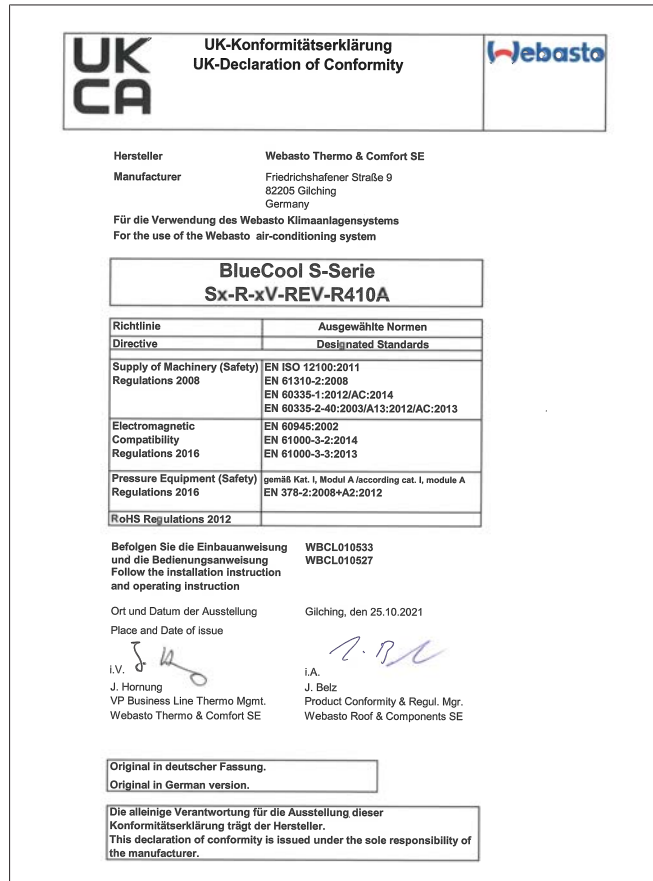 UK
CA
UK-Konformitätserklärung
UK-Declaration of Conformity
Webasto
Hersteller Webasto Thermo & Comfort SE
Manufacturer Friedrichshafener Straße 9
82205 Gilching
Germany
Für die Verwendung des Webasto Klimaanlagensystems
For the use of the Webasto air-conditioning system
BlueCool S-Serie
Sx-R-xV-REV-R410A
Richtlinie Ausgewählte Normen
Directive Designated Standards
Supply of Machinery (Safety) EN ISO 12100:2011
Regulations 2008 EN 61310-2:2008
EN 60335-1:2012/AC:2014
EN 60335-2-40:2003/A13:2012/AC:2013
Electromagnetic EN 60945:2002
Compatibility EN 61000-3-2:2014
Regulations 2016 EN 61000-3-3:2013
Pressure Equipment (Safety) gemäß Kat. I, Modul A /according cat. I, module A
Regulations 2016 EN 378-2:2008+A2:2012
RoHS Regulations 2012
Befolgen Sie die Einbauanweisung WBCL010533
und die Bedienungsanweisung WBCL010527
Follow the installation instruction
and operating instruction
Ort und Datum der Ausstellung Gilching, den 25.10.2021
Place and Date of issue
i.V. i.A.
J. Hornung J. Belz
VP Business Line Thermo Mgmt. Product Conformity & Regul. Mgr.
Webasto Thermo & Comfort SE Webasto Roof & Components SE
Original in deutscher Fassung.
Original in German version.
Die alleinige Verantwortung für die Ausstellung dieser
Konformitätserklärung trägt der Hersteller.
This declaration of conformity is issued under the sole responsibility of
the manufacturer.